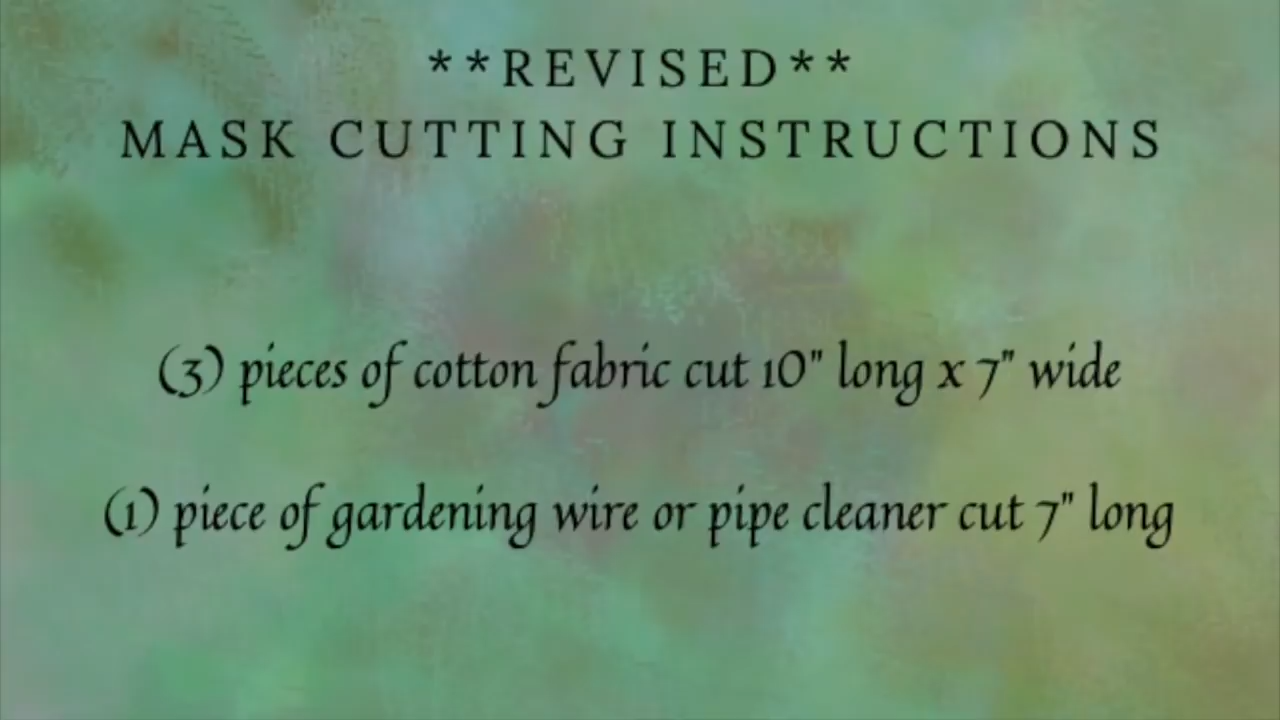 **REVISED**
MASK CUTTING INSTRUCTIONS
(3) pieces of cotton fabric cut 10" long x 7" wide
(1) piece of gardening wire or pipe cleaner cut 7" long